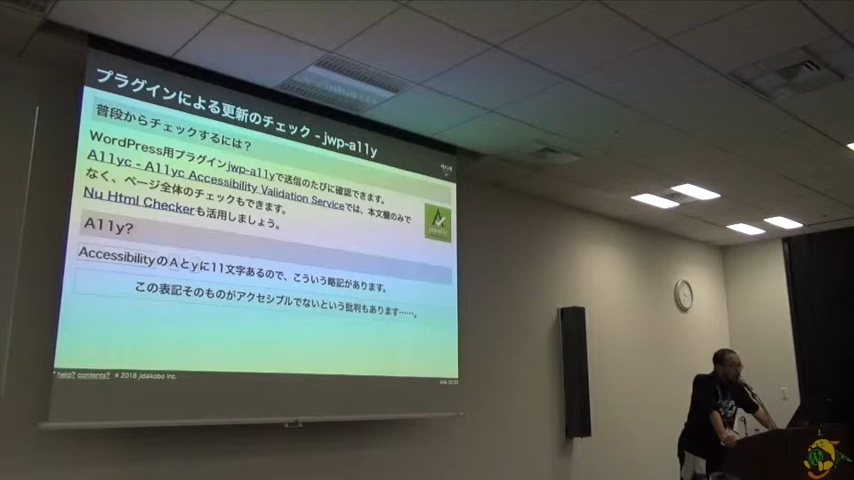 プラグインによる更新のチェック - jwp-a11y
普段からチェックするには？
WordPress用プラグインjwp-a11yで送信のたびに確認できます。
A11yc - A11yc Accessibility Validation Serviceでは、本文欄のみで
なく、ページ全体のチェックもできます。
Nu Html Checkerも活用しましょう。
A11y?
AccessibilityのAとyに11文字あるので、こういう略記があります。
この表記そのものがアクセシブルでないという批判もあります……。
help? contents? © 2018 jidaikobo inc.